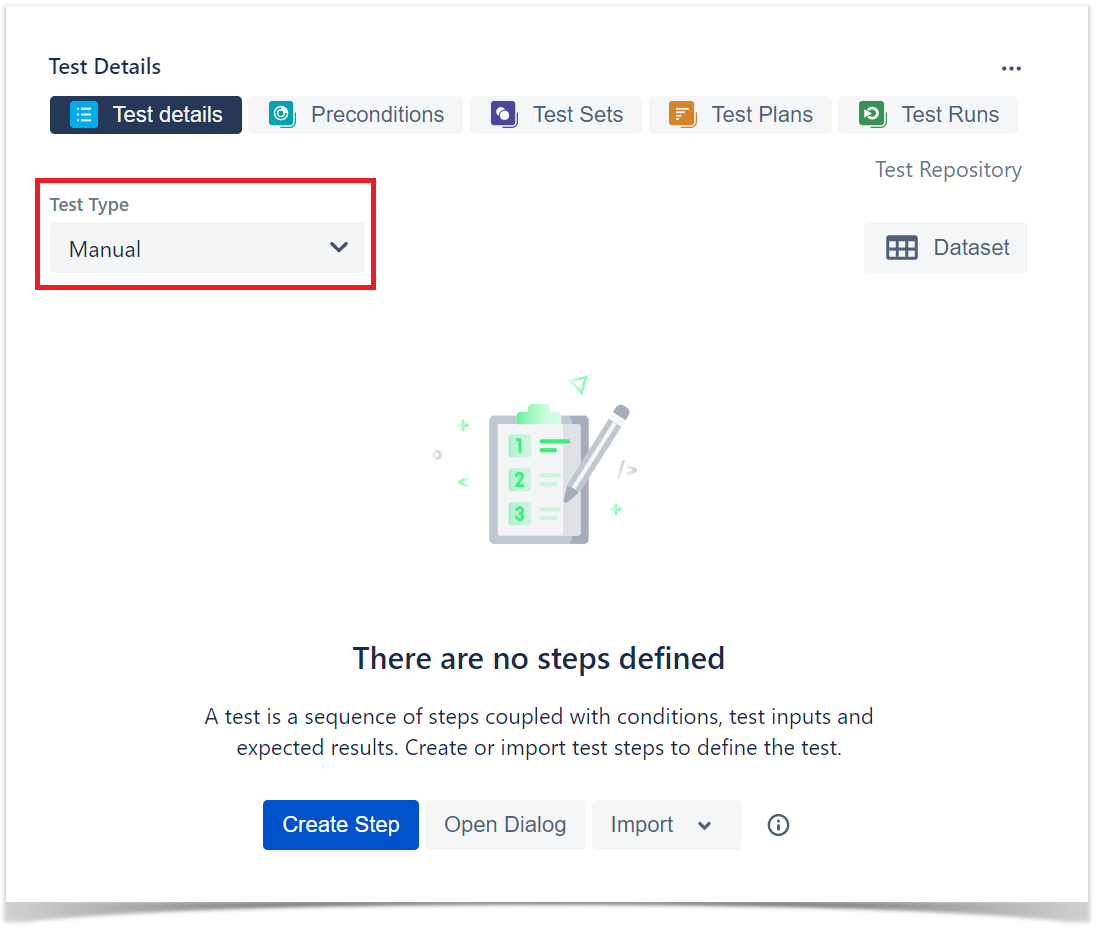 Test Details
Test details
Preconditions
Test Sets
Test Plans
Test Runs
Test Repository
Test Type
Manual
Dataset
1
2
3
There are no steps defined
A test is a sequence of steps coupled with conditions, test inputs and
expected results. Create or import test steps to define the test.
Create Step
Open Dialog
Import